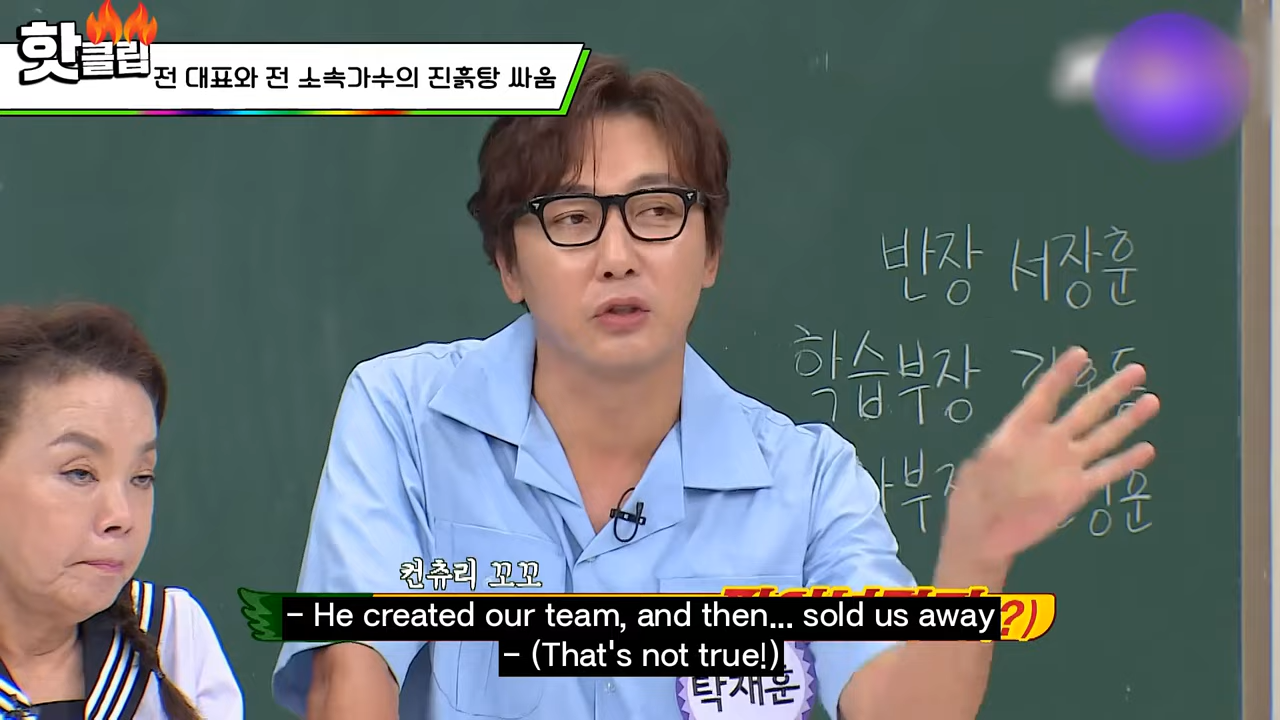 핫클립
전 대표와 전 소속가수의 진흙탕 싸움
반장 서장훈
학습부장
컨츄리 꼬꼬
?)
– He created our team, and then... sold us away
– (That's not true!)
탁재훈